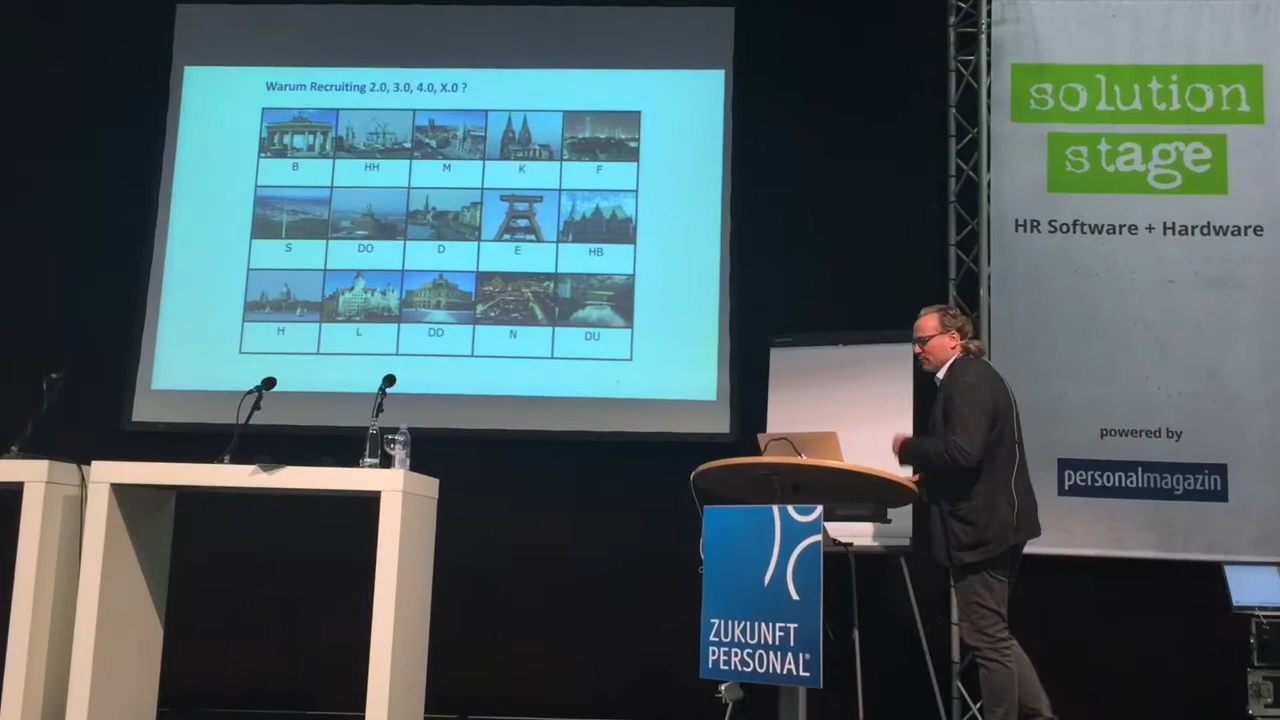 Warum Recruiting 2.0, 3.0, 4.0, X.0 ?
B HH M K F
S DO D E HB
H L DD N DU
solution
stage
HR Software + Hardware
powered by
personalmagazin
ZUKUNFT
PERSONAL®